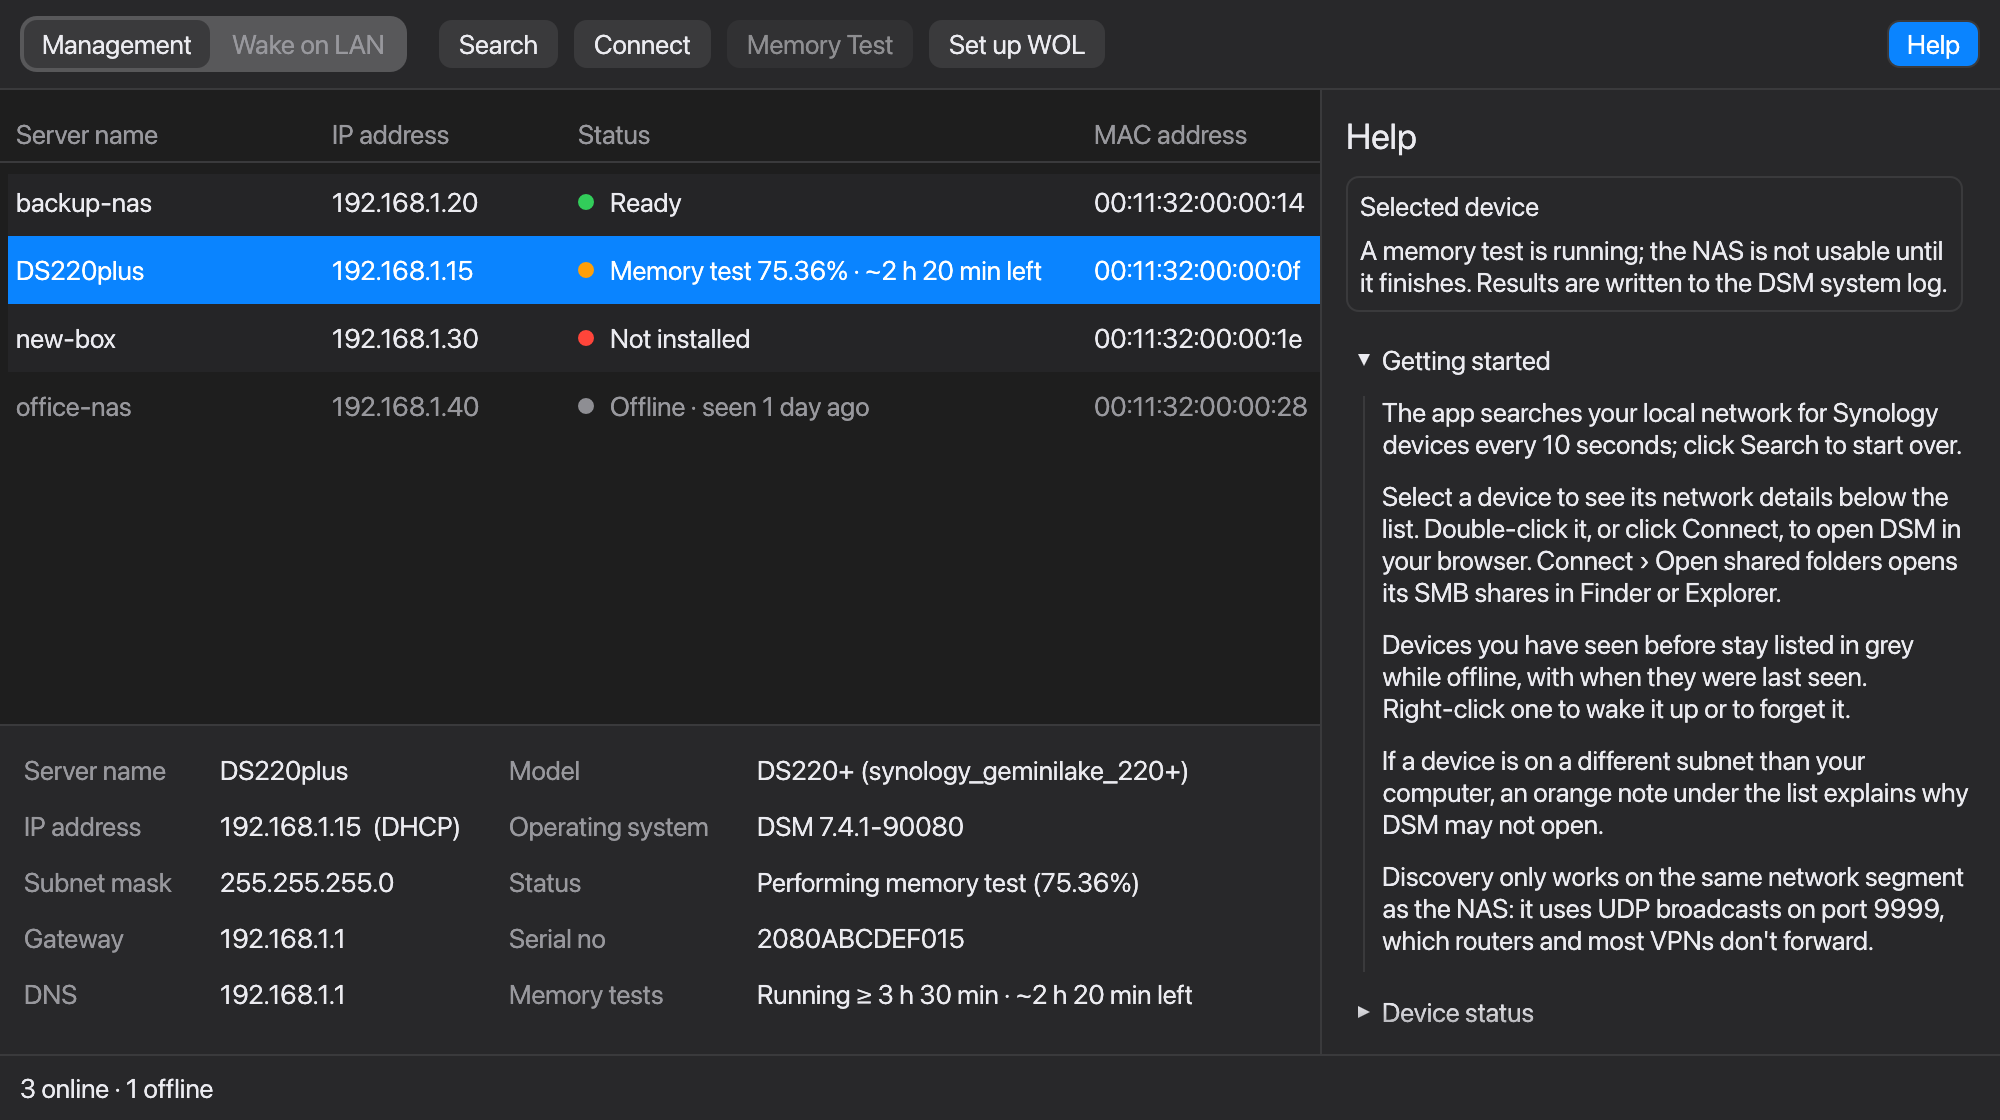 Management Wake on LAN Search Connect Memory Test Set up WOL Help
Server name IP address Status MAC address
backup-nas 192.168.1.20 Ready 00:11:32:00:00:14
DS220plus 192.168.1.15 Memory test 75.36% · ~2 h 20 min left 00:11:32:00:00:0f
new-box 192.168.1.30 Not installed 00:11:32:00:00:1e
office-nas 192.168.1.40 Offline · seen 1 day ago 00:11:32:00:00:28
Server name DS220plus Model DS220+ (synology_geminilake_220+)
IP address 192.168.1.15 (DHCP) Operating system DSM 7.4.1-90080
Subnet mask 255.255.255.0 Status Performing memory test (75.36%)
Gateway 192.168.1.1 Serial no 2080ABCDEF015
DNS 192.168.1.1 Memory tests Running ≥ 3 h 30 min · ~2 h 20 min left
Help
Selected device
A memory test is running; the NAS is not usable until
it finishes. Results are written to the DSM system log.
▼ Getting started
The app searches your local network for Synology
devices every 10 seconds; click Search to start over.
Select a device to see its network details below the
list. Double-click it, or click Connect, to open DSM in
your browser. Connect › Open shared folders opens
its SMB shares in Finder or Explorer.
Devices you have seen before stay listed in grey
while offline, with when they were last seen.
Right-click one to wake it up or to forget it.
If a device is on a different subnet than your
computer, an orange note under the list explains why
DSM may not open.
Discovery only works on the same network segment
as the NAS: it uses UDP broadcasts on port 9999,
which routers and most VPNs don't forward.
► Device status
3 online · 1 offline